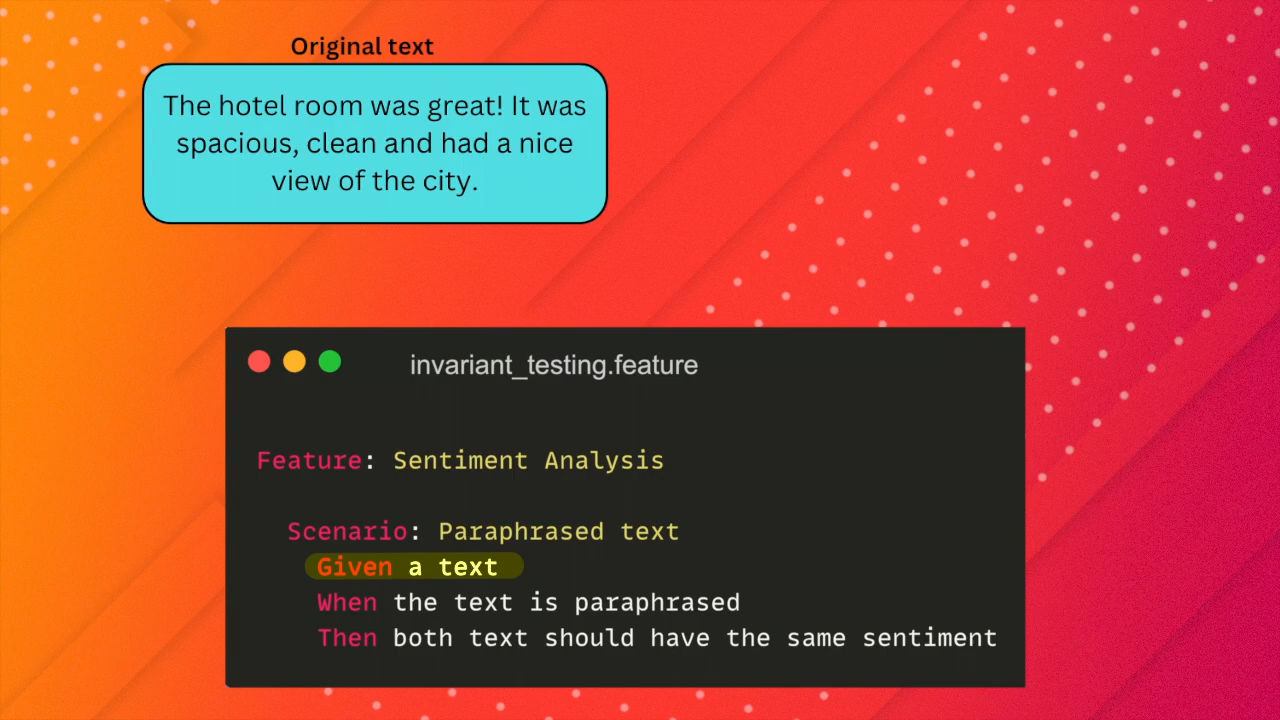 Original text
The hotel room was great! It was
spacious, clean and had a nice
view of the city.
invariant_testing.feature
Feature: Sentiment Analysis
Scenario: Paraphrased text
Given a text
When the text is paraphrased
Then both text should have the same sentiment